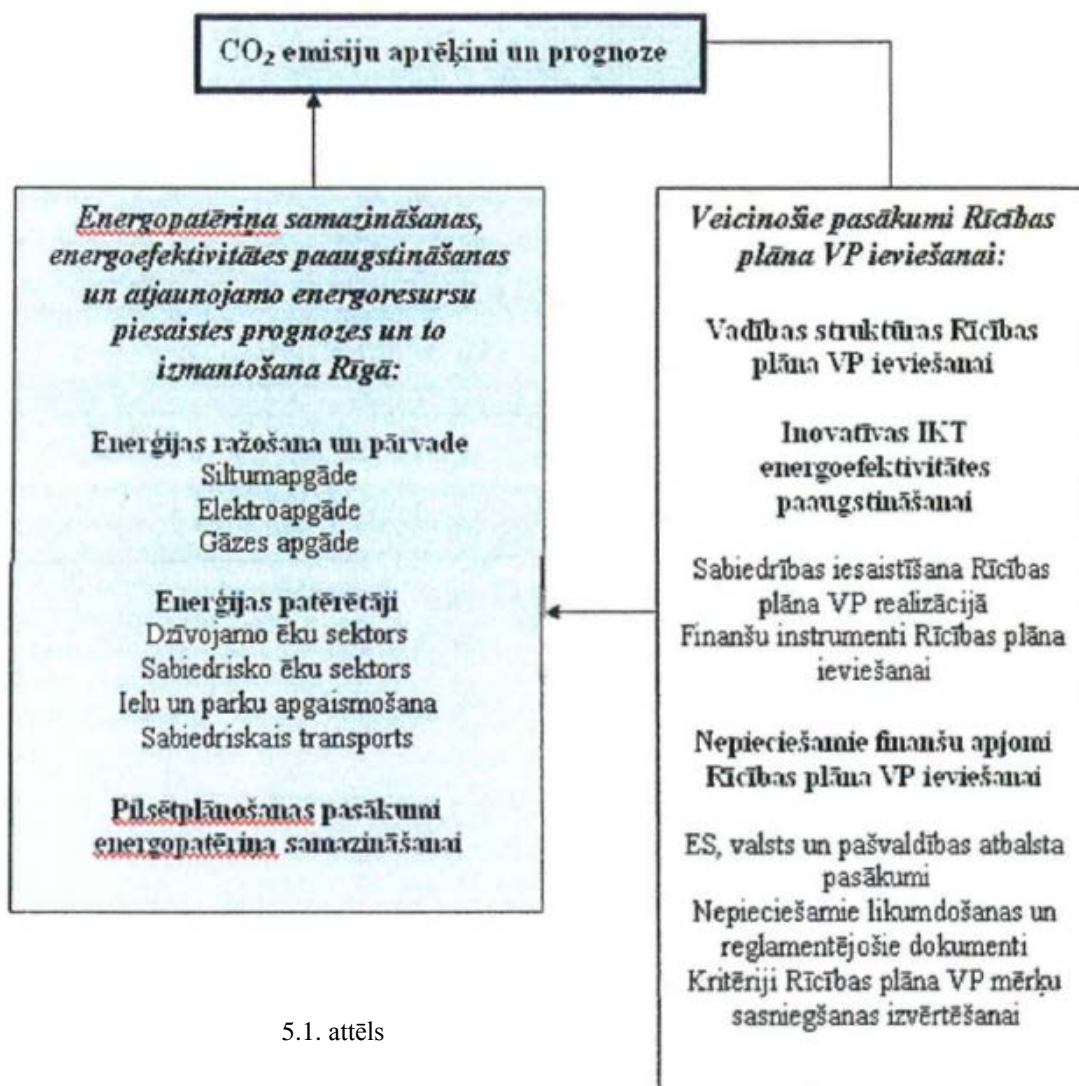 CO₂ emisiju aprēķini un prognoze
Energopatēriņa samazināšanas,
energoefektivitātes paaugstināšanas
un atjaunojamo energoresursu
piesaistes prognozes un to
izmantošana Rīgā:
Enerģijas ražošana un pārvade
Siltumapgāde
Elektroapgāde
Gāzes apgāde
Enerģijas patērētāji
Dzīvojamo ēku sektors
Sabiedrisko ēku sektors
Ielu un parku apgaismošana
Sabiedriskais transports
Pilsētplānošanas pasākumi
energopatēriņa samazināšanai
Veicinošie pasākumi Rīcības
plāna VP ieviešanai:
Vadības struktūras Rīcības
plāna VP ieviešanai
Inovatīvas IKT
energoefektivitātes
paaugstināšanai
Sabiedrības iesaistīšana Rīcības
plāna VP realizācijā
Finanšu instrumenti Rīcības plāna
ieviešanai
Nepieciešamie finanšu apjomi
Rīcības plāna VP ieviešanai
ES, valsts un pašvaldības atbalsta
pasākumi
Nepieciešamie likumdošanas un
reglamentējošie dokumenti
Kritēriji Rīcības plāna VP mērķu
sasniegšanas izvērtēšanai
5.1. attēls